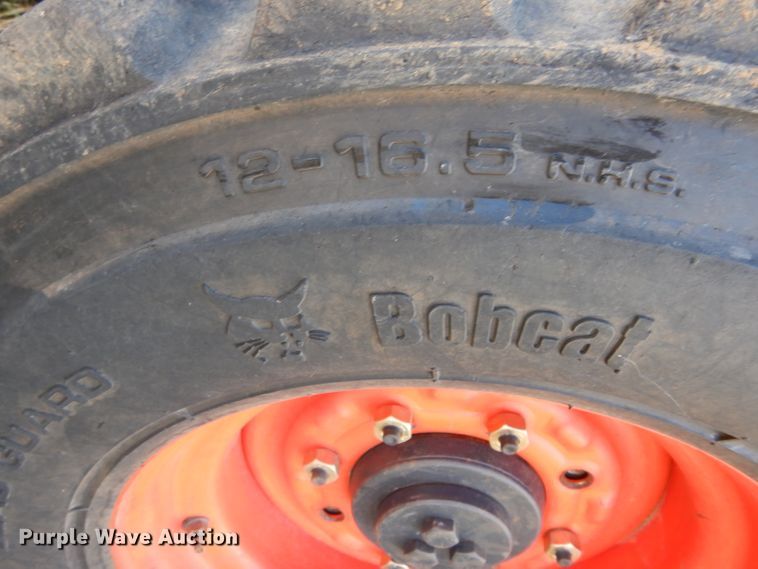 12-16.5 N.H.S.
Bobcat
GUARD
Purple Wave Auction